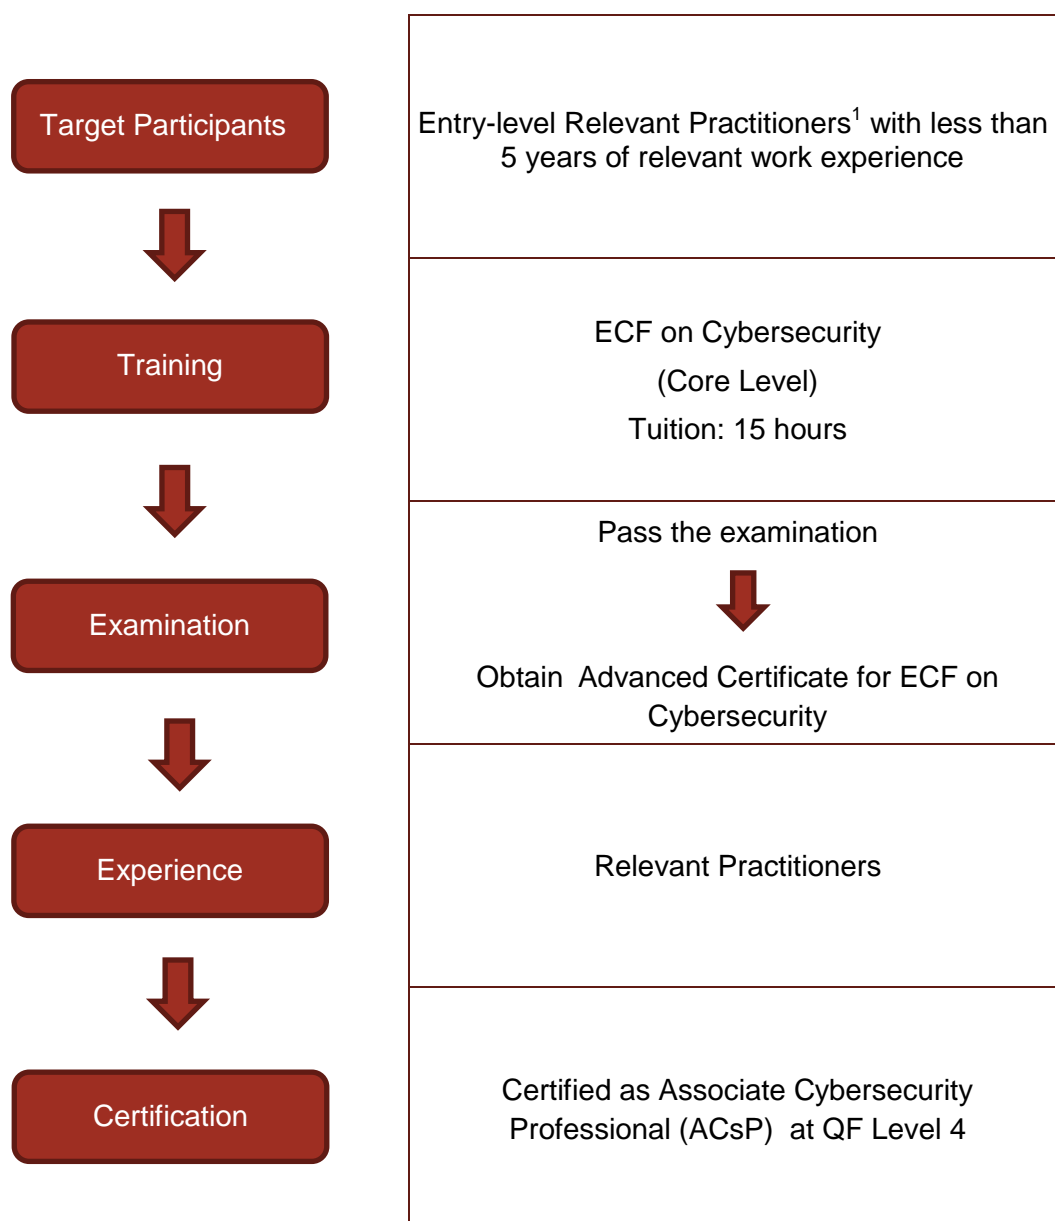 Target Participants
Entry-level Relevant Practitioners¹ with less than
5 years of relevant work experience
Training
ECF on Cybersecurity
(Core Level)
Tuition: 15 hours
Examination
Pass the examination
Obtain  Advanced Certificate for ECF on
Cybersecurity
Experience
Relevant Practitioners
Certification
Certified as Associate Cybersecurity
Professional (ACsP)  at QF Level 4